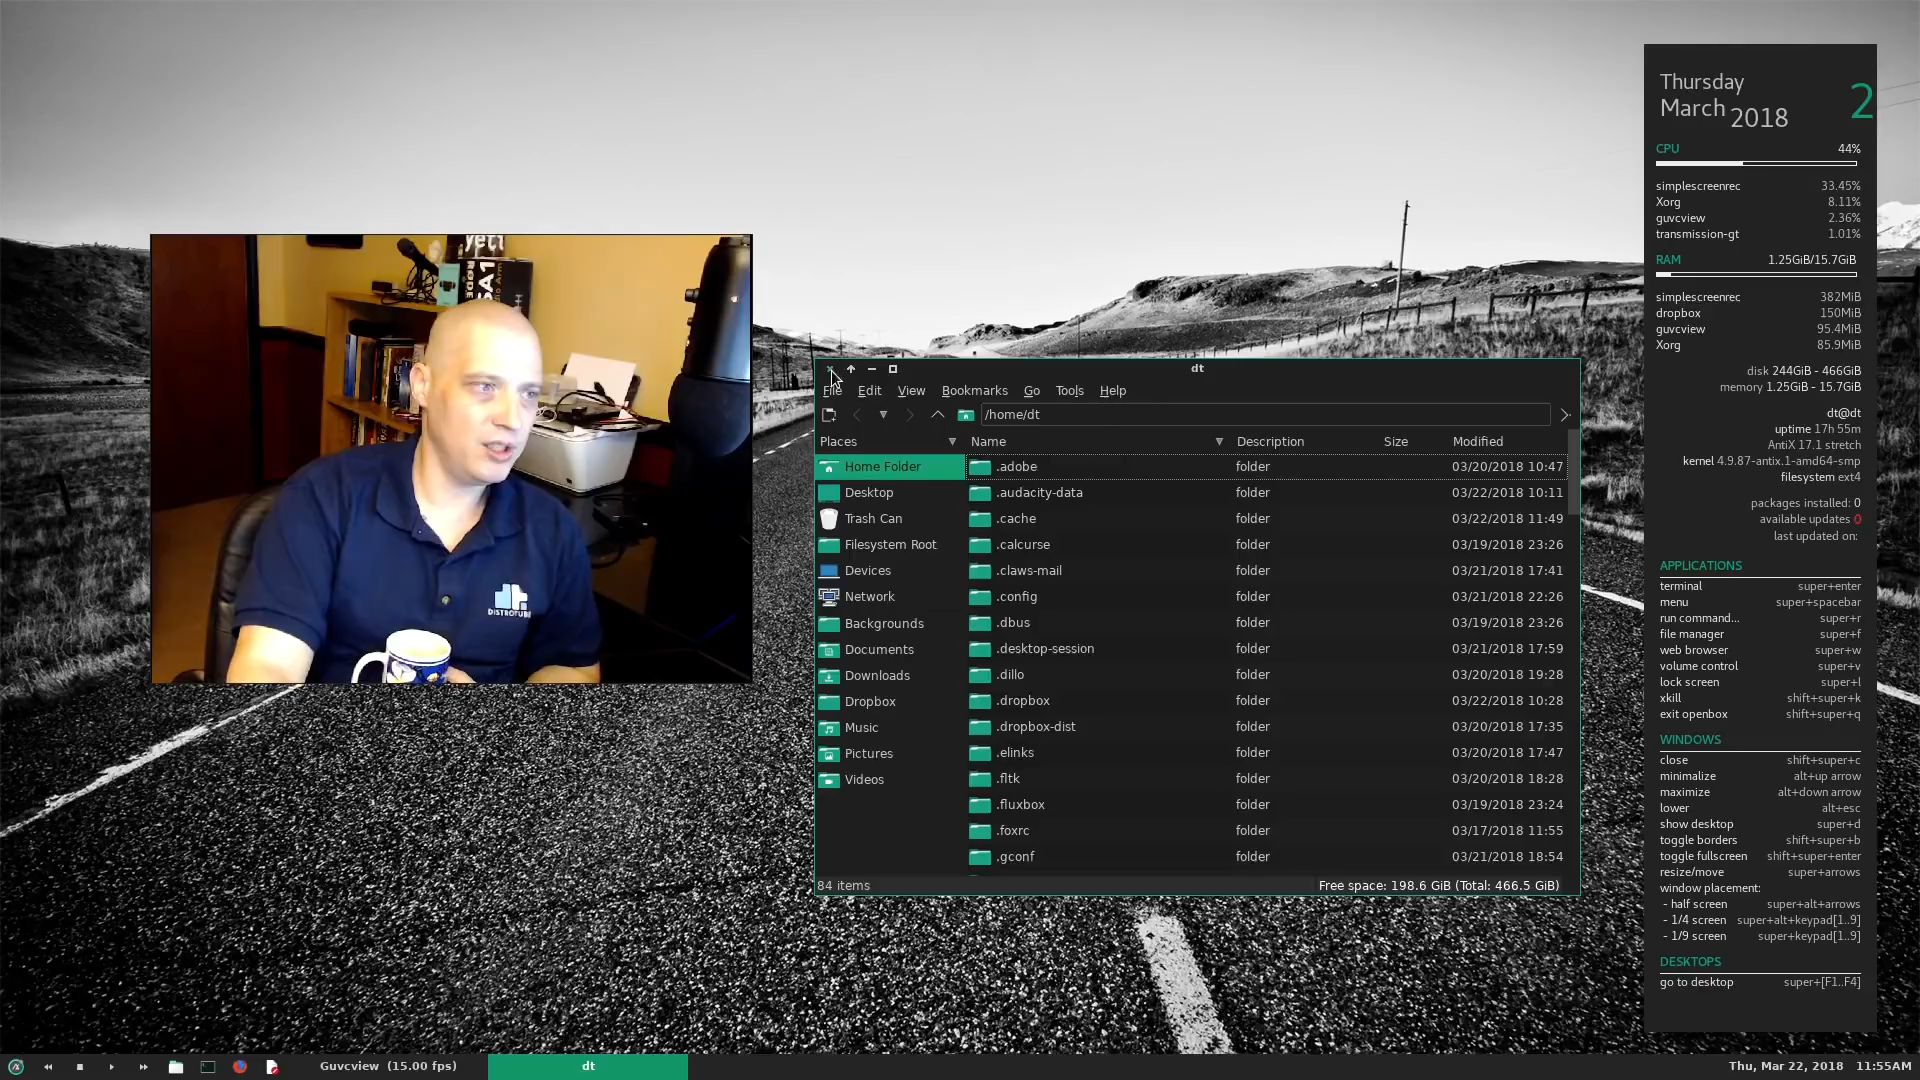 Thursday
March 2018
2
CPU 44%
simplescreenrec 33.45%
Xorg 8.11%
guvcview 2.36%
transmission-gt 1.01%
RAM 1.25GiB/15.7GiB
simplescreenrec 382MiB
dropbox 150MiB
guvcview 95.4MiB
Xorg 85.9MiB
disk 244GiB - 466GiB
memory 1.25GiB - 15.7GiB
dt@dt
uptime 17h 55m
AntiX 17.1 stretch
kernel 4.9.87-antix.1-amd64-smp
filesystem ext4
packages installed: 0
available updates 0
last updated on:
APPLICATIONS
terminal super+enter
menu super+spacebar
run command... super+r
file manager super+f
web browser super+w
volume control super+v
lock screen super+l
xkill shift+super+k
exit openbox shift+super+q
WINDOWS
close shift+super+c
minimalize alt+up arrow
maximize alt+down arrow
lower alt+esc
show desktop super+d
toggle borders shift+super+b
toggle fullscreen shift+super+enter
resize/move super+arrows
window placement:
- half screen super+alt+arrows
- 1/4 screen super+alt+keypad[1..9]
- 1/9 screen super+keypad[1..9]
DESKTOPS
go to desktop super+[F1..F4]
yeti
DISTROTUBE
dt
File Edit View Bookmarks Go Tools Help
/home/dt
Places Name Description Size Modified
Home Folder
Desktop
Trash Can
Filesystem Root
Devices
Network
Backgrounds
Documents
Downloads
Dropbox
Music
Pictures
Videos
.adobe folder 03/20/2018 10:47
.audacity-data folder 03/22/2018 10:11
.cache folder 03/22/2018 11:49
.calcurse folder 03/19/2018 23:26
.claws-mail folder 03/21/2018 17:41
.config folder 03/21/2018 22:26
.dbus folder 03/19/2018 23:26
.desktop-session folder 03/21/2018 17:59
.dillo folder 03/20/2018 19:28
.dropbox folder 03/22/2018 10:28
.dropbox-dist folder 03/20/2018 17:35
.elinks folder 03/20/2018 17:47
.fltk folder 03/20/2018 18:28
.fluxbox folder 03/19/2018 23:24
.foxrc folder 03/17/2018 11:55
.gconf folder 03/21/2018 18:54
84 items Free space: 198.6 GiB (Total: 466.5 GiB)
Guvcview (15.00 fps) dt Thu, Mar 22, 2018 11:55AM